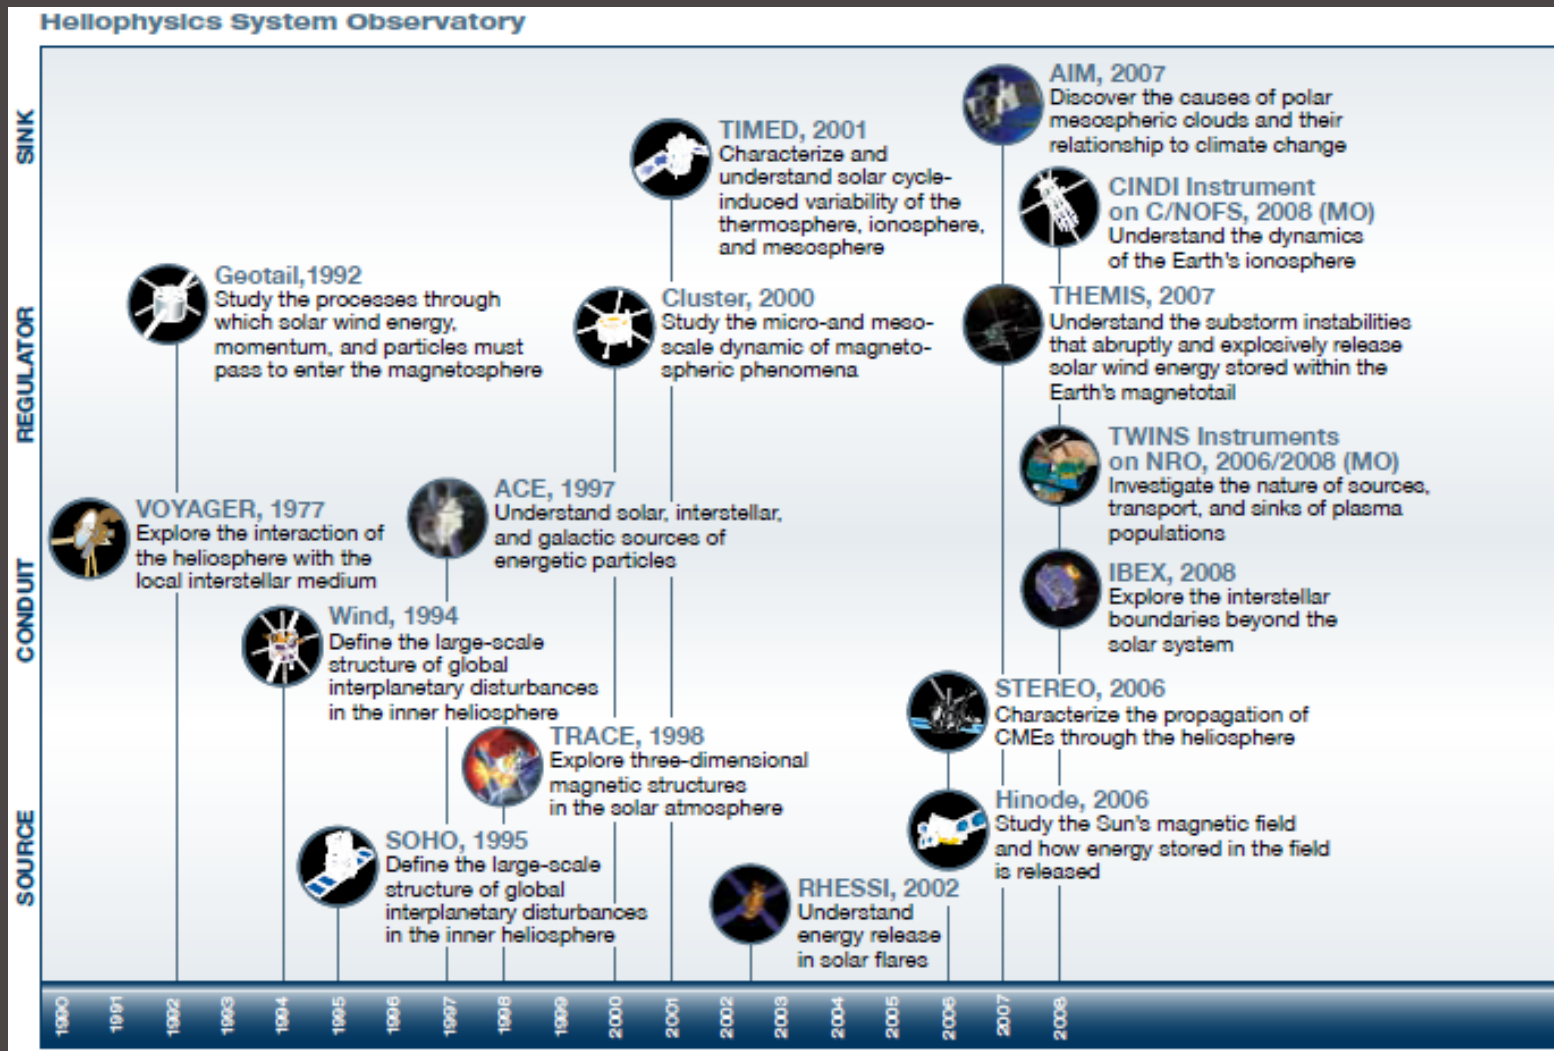 Heliophysics System Observatory
SINK
REGULATOR
CONDUIT
SOURCE
AIM, 2007
Discover the causes of polar
mesospheric clouds and their
relationship to climate change
TIMED, 2001
Characterize and
understand solar cycle-
induced variability of the
thermosphere, ionosphere,
and mesosphere
CINDI Instrument
on C/NOFS, 2008 (MO)
Understand the dynamics
of the Earth's ionosphere
Geotail,1992
Study the processes through
which solar wind energy,
momentum, and particles must
pass to enter the magnetosphere
Cluster, 2000
Study the micro-and meso-
scale dynamic of magneto-
spheric phenomena
THEMIS, 2007
Understand the substorm instabilities
that abruptly and explosively release
solar wind energy stored within the
Earth's magnetotail
TWINS Instruments
on NRO, 2006/2008 (MO)
Investigate the nature of sources,
transport, and sinks of plasma
populations
VOYAGER, 1977
Explore the interaction of
the heliosphere with the
local interstellar medium
ACE, 1997
Understand solar, interstellar,
and galactic sources of
energetic particles
IBEX, 2008
Explore the interstellar
boundaries beyond the
solar system
Wind, 1994
Define the large-scale
structure of global
interplanetary disturbances
in the inner heliosphere
STEREO, 2006
Characterize the propagation of
CMEs through the heliosphere
TRACE, 1998
Explore three-dimensional
magnetic structures
in the solar atmosphere
Hinode, 2006
Study the Sun's magnetic field
and how energy stored in the field
is released
SOHO, 1995
Define the large-scale
structure of global
interplanetary disturbances
in the inner heliosphere
RHESSI, 2002
Understand
energy release
in solar flares
1990
1991
1992
1993
1994
1995
1996
1997
1998
1999
2000
2001
2002
2003
2004
2005
2006
2007
2008